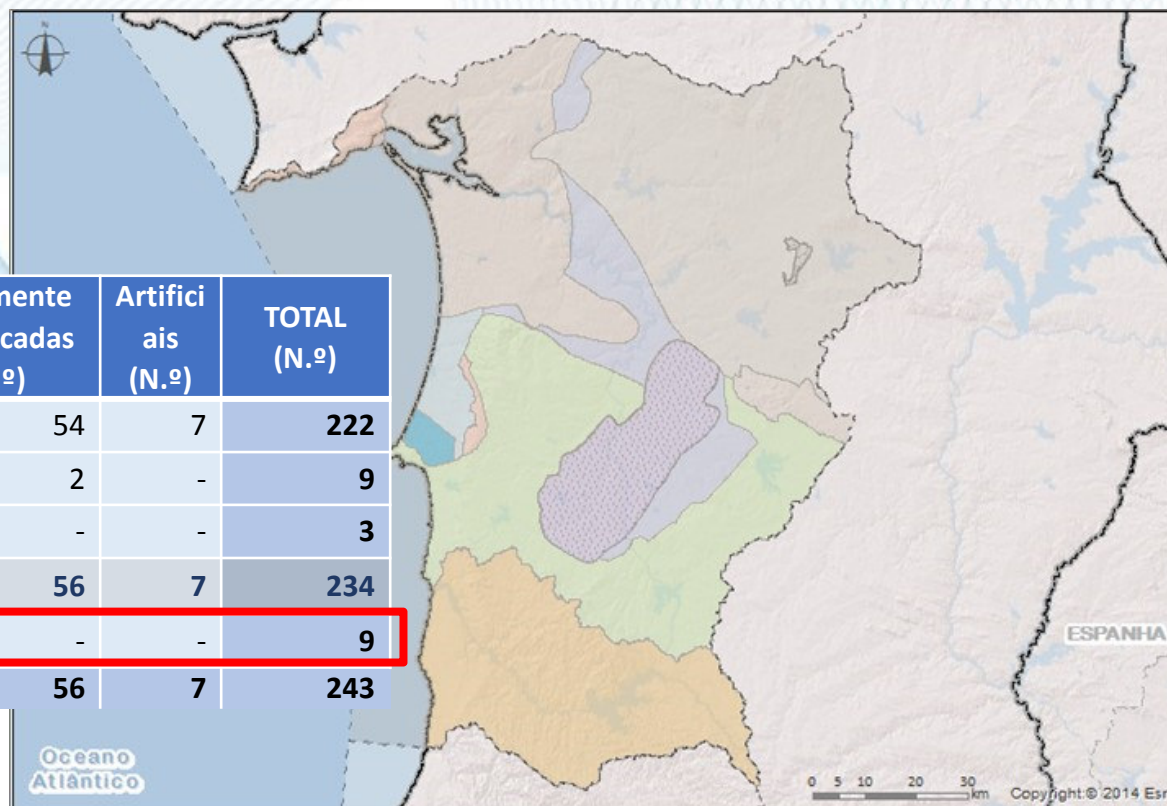 N
mente Artifici TOTAL
cadas ais (N.º)
º) (N.º)
54 7 222
2 - 9
- - 3
56 7 234
- - 9
56 7 243
ESPANHA
Oceano
Atlântico
0 5 10 20 30
km Copyright:© 2014 Esr